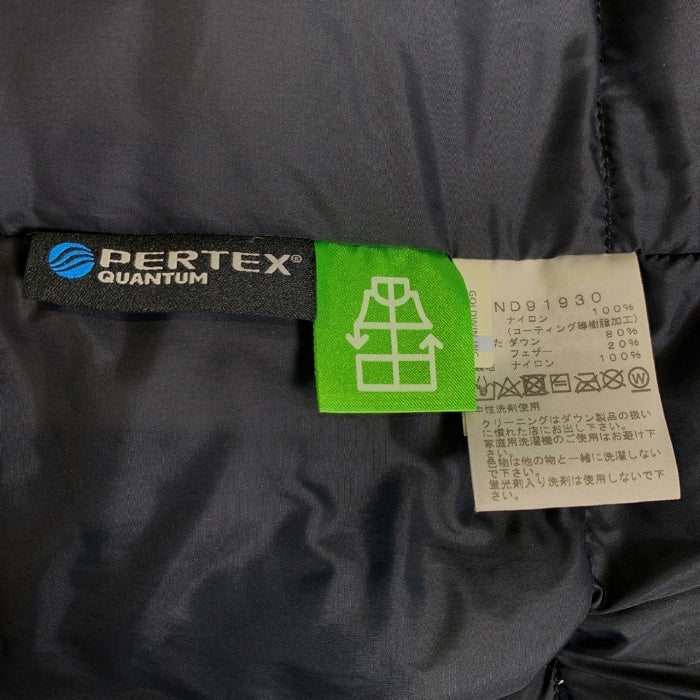 PERTEX®
QUANTUM
GOLDWIN INC.
ND91930
ナイロン 100%
(コーティング等樹脂加工)
た ダウン 80%
フェザー 20%
ナイロン 100%
W
中性洗剤使用
クリーニングはダウン製品の扱い
に慣れた店にお出し下さい。
家庭用洗濯機のご使用はお避け下
さい。
色物は他の物と一緒に洗濯しない
で下さい。
蛍光剤入り洗剤は使用しないで下
さい。